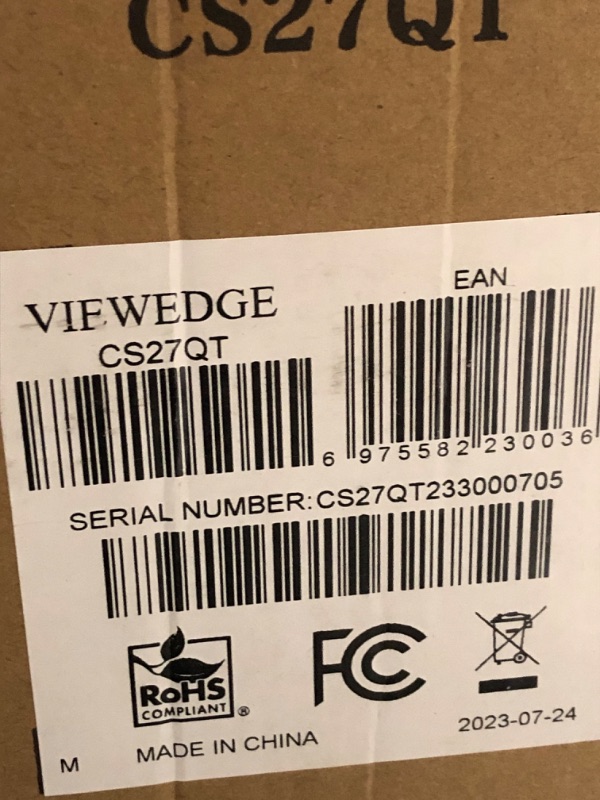 CS27QT
VIEWEDGE
CS27QT
EAN
6 975582 230036
SERIAL NUMBER:CS27QT233000705
RoHS
COMPLIANT ®
FC
M
MADE IN CHINA
2023-07-24